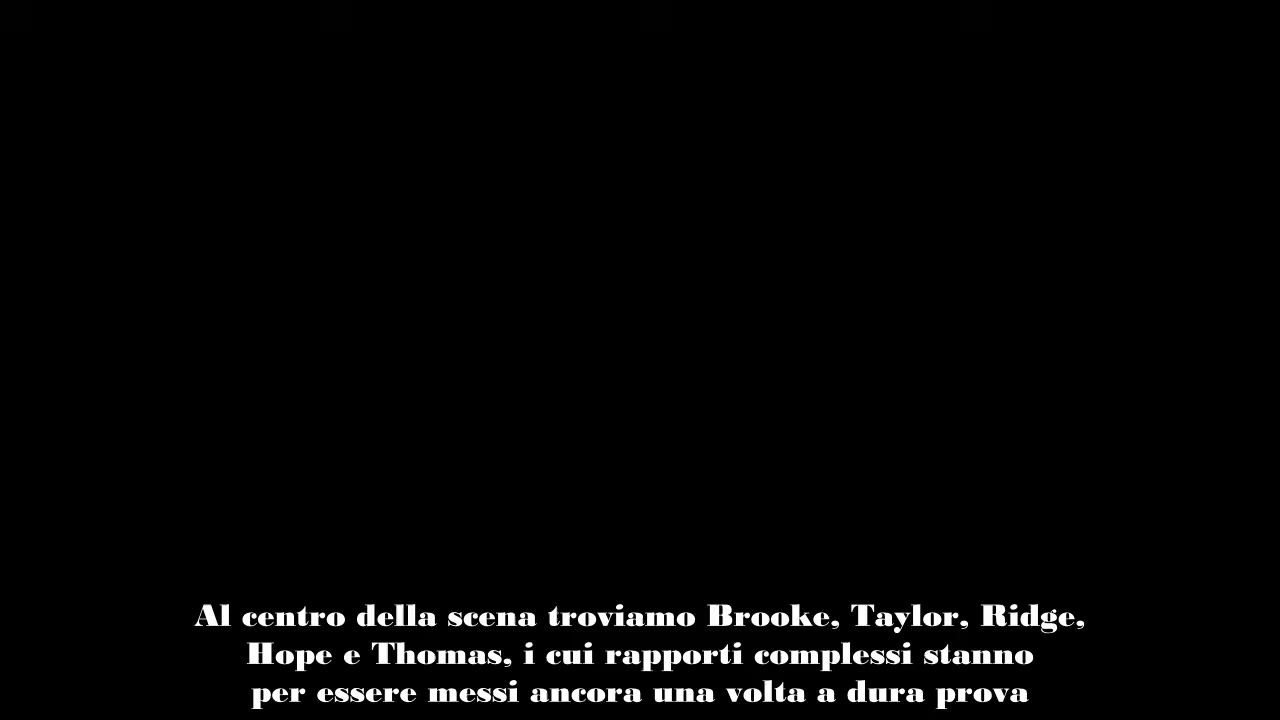 Al centro della scena troviamo Brooke, Taylor, Ridge,
Hope e Thomas, i cui rapporti complessi stanno
per essere messi ancora una volta a dura prova